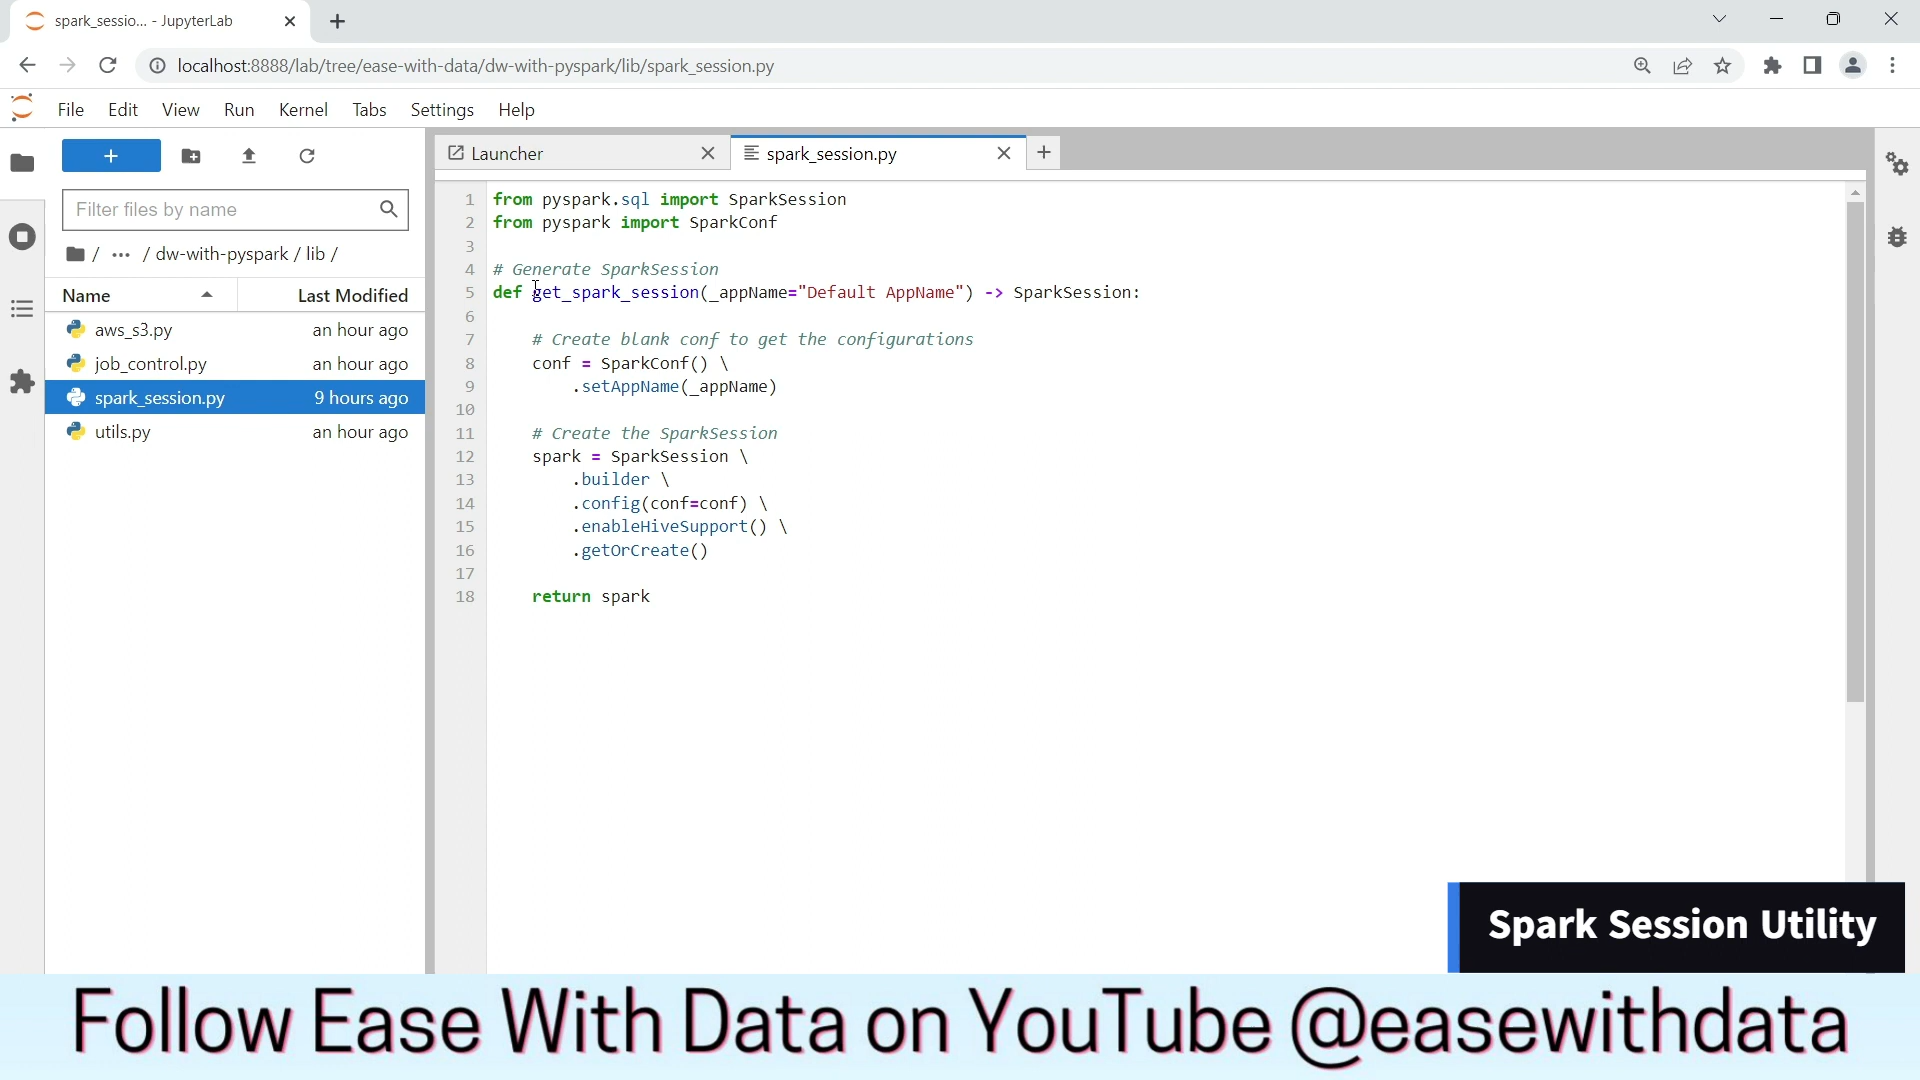 spark_sessio... - JupyterLab
localhost:8888/lab/tree/ease-with-data/dw-with-pyspark/lib/spark_session.py
File Edit View Run Kernel Tabs Settings Help
Launcher
spark_session.py
Filter files by name
/ ... / dw-with-pyspark / lib /
Name Last Modified
aws_s3.py an hour ago
job_control.py an hour ago
spark_session.py 9 hours ago
utils.py an hour ago
1 from pyspark.sql import SparkSession
2 from pyspark import SparkConf
3
4 # Generate SparkSession
5 def get_spark_session(_appName="Default AppName") -> SparkSession:
6
7 # Create blank conf to get the configurations
8 conf = SparkConf() \
9 .setAppName(_appName)
10
11 # Create the SparkSession
12 spark = SparkSession \
13 .builder \
14 .config(conf=conf) \
15 .enableHiveSupport() \
16 .getOrCreate()
17
18 return spark
Spark Session Utility
Follow Ease With Data on YouTube @easewithdata